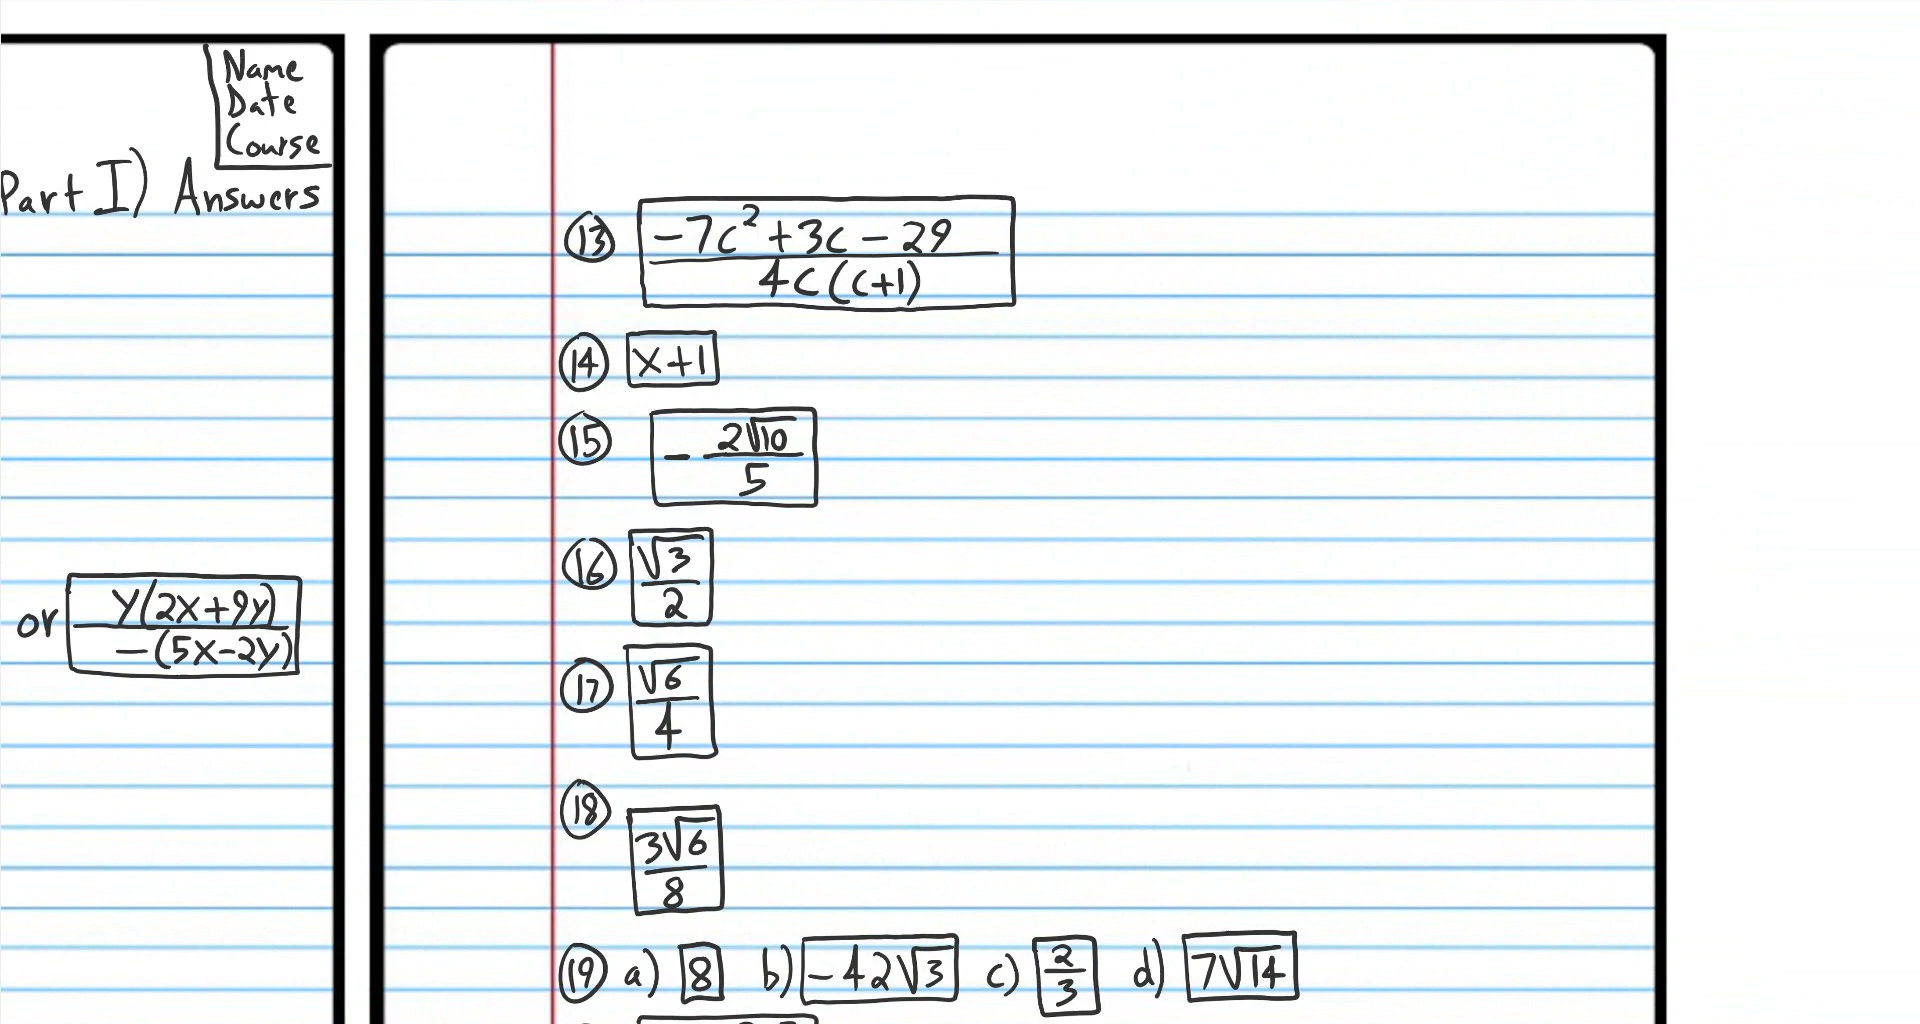 Name
Date
Course
Part I) Answers
or y(2x+9y) / -(5x-2y)
13 (-7c²+3c-29) / 4c(c+1)
14 x+1
15 - 2√10 / 5
16 √3 / 2
17 √6 / 4
18 3√6 / 8
19 a) 8 b) -42√3 c) 2/3 d) 7√14